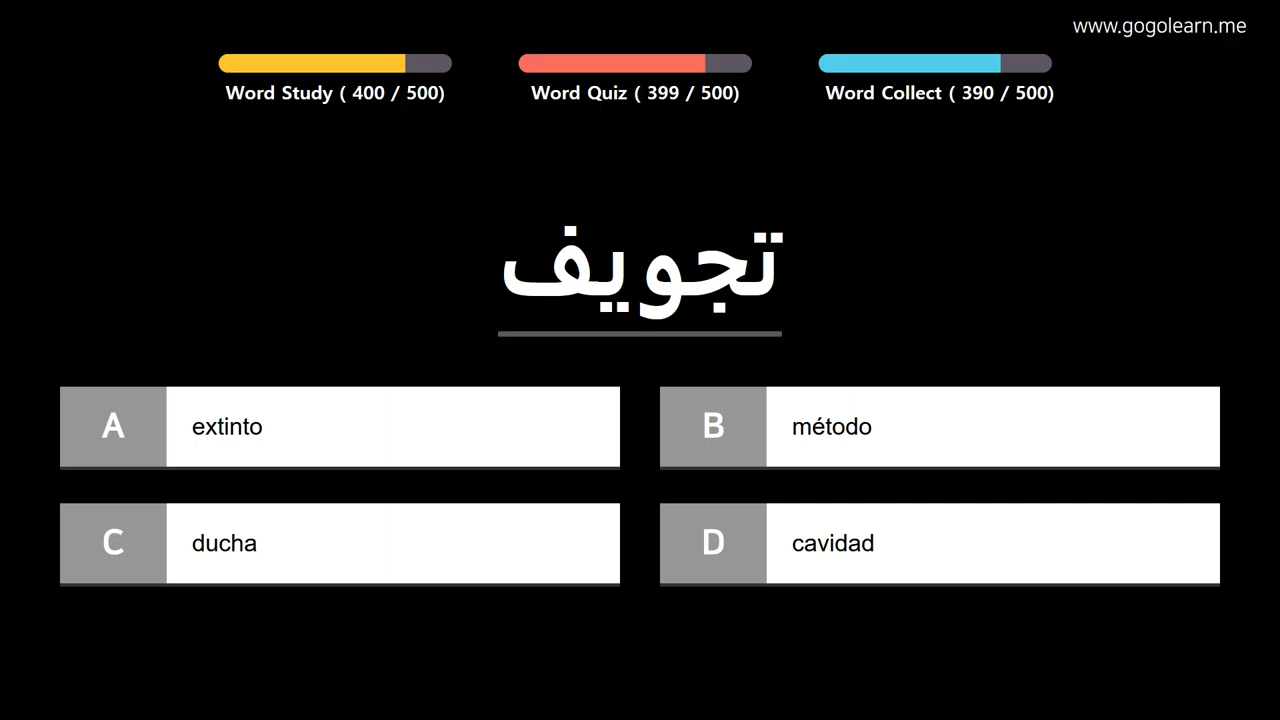 www.gogolearn.me
Word Study ( 400 / 500)
Word Quiz ( 399 / 500)
Word Collect ( 390 / 500)
تجويف
A extinto
B método
C ducha
D cavidad